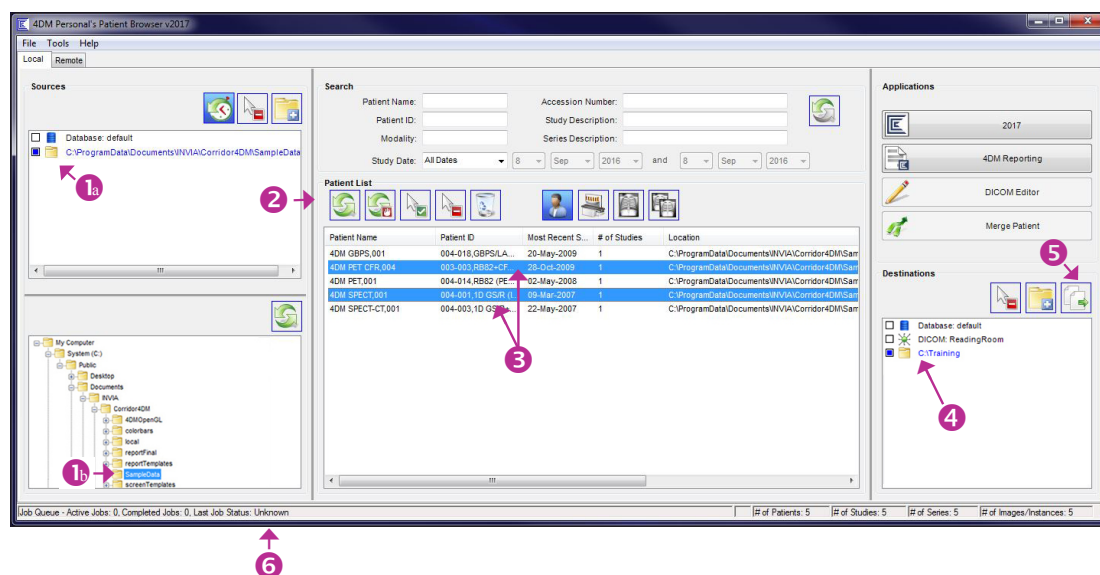 4DM Personal's Patient Browser v2017
File Tools Help
Local Remote
Sources
Database: default
C:\ProgramData\Documents\INVIA\Corridor4DM\SampleData
1a
My Computer
System (C:)
Public
Desktop
Documents
INVIA
Corridor4DM
4DMOpenGL
colorbars
local
reportFinal
reportTemplates
SampleData
screenTemplates
1b
Search
Patient Name:
Accession Number:
Patient ID:
Study Description:
Modality:
Series Description:
Study Date: All Dates 8 Sep 2016 and 8 Sep 2016
2
Patient List
Patient Name Patient ID Most Recent S... # of Studies Location
4DM GBPS,001 004-018,GBPS/LA... 20-May-2009 1 C:\ProgramData\Documents\INVIA\Corridor4DM\Sam
4DM PET CFR,004 003-003,RB82+CF... 28-Oct-2009 1 C:\ProgramData\Documents\INVIA\Corridor4DM\Sam
4DM PET,001 004-014,RB82 (PE... 02-May-2008 1 C:\ProgramData\Documents\INVIA\Corridor4DM\Sam
4DM SPECT,001 004-001,1D GS/R (I... 09-Mar-2007 1 C:\ProgramData\Documents\INVIA\Corridor4DM\Sam
4DM SPECT-CT,001 004-003,1D 22-May-2007 1 C:\ProgramData\Documents\INVIA\Corridor4DM\Sam
3
Applications
2017
4DM Reporting
DICOM Editor
Merge Patient
5
Destinations
Database: default
DICOM: ReadingRoom
C:\Training
4
Job Queue - Active Jobs: 0, Completed Jobs: 0, Last Job Status: Unknown
# of Patients: 5 # of Studies: 5 # of Series: 5 # of Images/Instances: 5
6